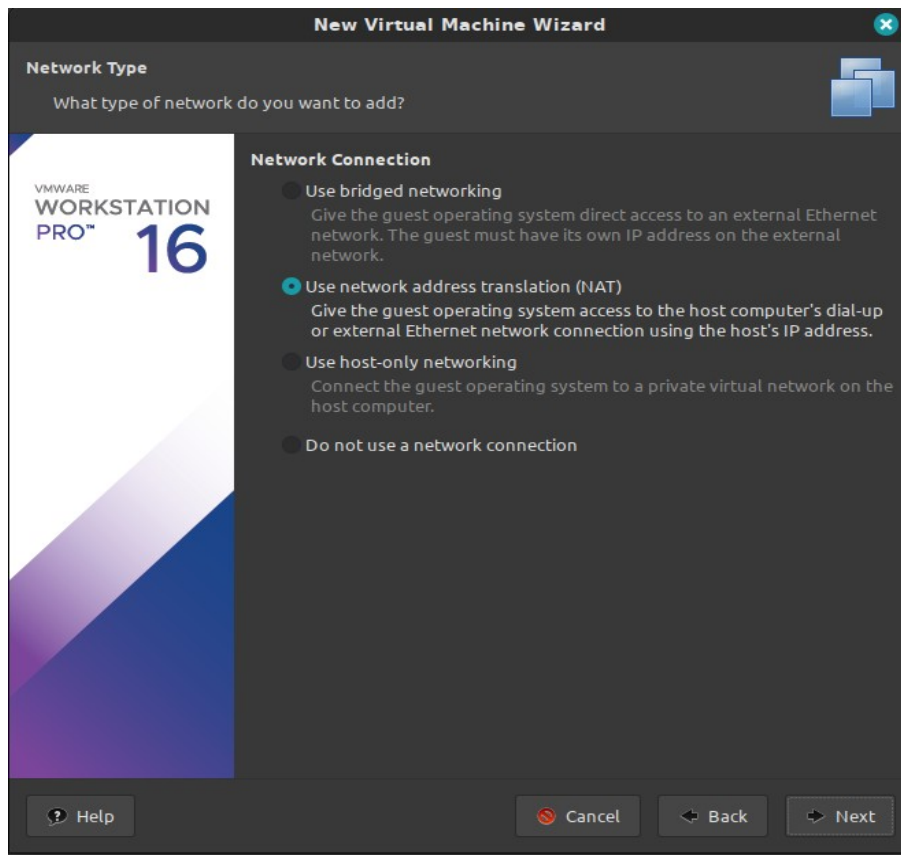 New Virtual Machine Wizard
Network Type
What type of network do you want to add?
VMWARE
WORKSTATION
PRO™ 16
Network Connection
Use bridged networking
Give the guest operating system direct access to an external Ethernet
network. The guest must have its own IP address on the external
network.
Use network address translation (NAT)
Give the guest operating system access to the host computer's dial-up
or external Ethernet network connection using the host's IP address.
Use host-only networking
Connect the guest operating system to a private virtual network on the
host computer.
Do not use a network connection
Help
Cancel
Back
Next